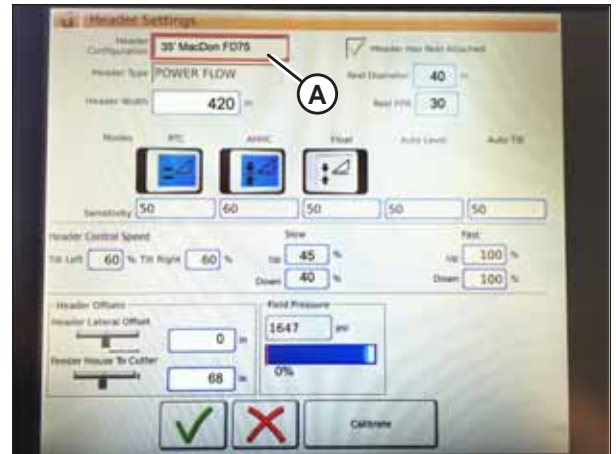 Header Settings
Header Configuration 35' MacDon FD75
Header Has Reel Attached
A
Header Type POWER FLOW
Reel Diameter 40 in
Header Width 420 in
Reel PPR 30
Modes RTC AHHC Float Auto Level Auto Tilt
Sensitivity 50 60 50 50 50
Header Control Speed Slow Fast
Tilt Left 60 % Tilt Right 60 % Up 45 % Up 100 %
Down 40 % Down 100 %
Header Offsets Field Pressure
Header Lateral Offset
0 in 1647 psi
Feeder House To Cutter
68 in 0%
Calibrate